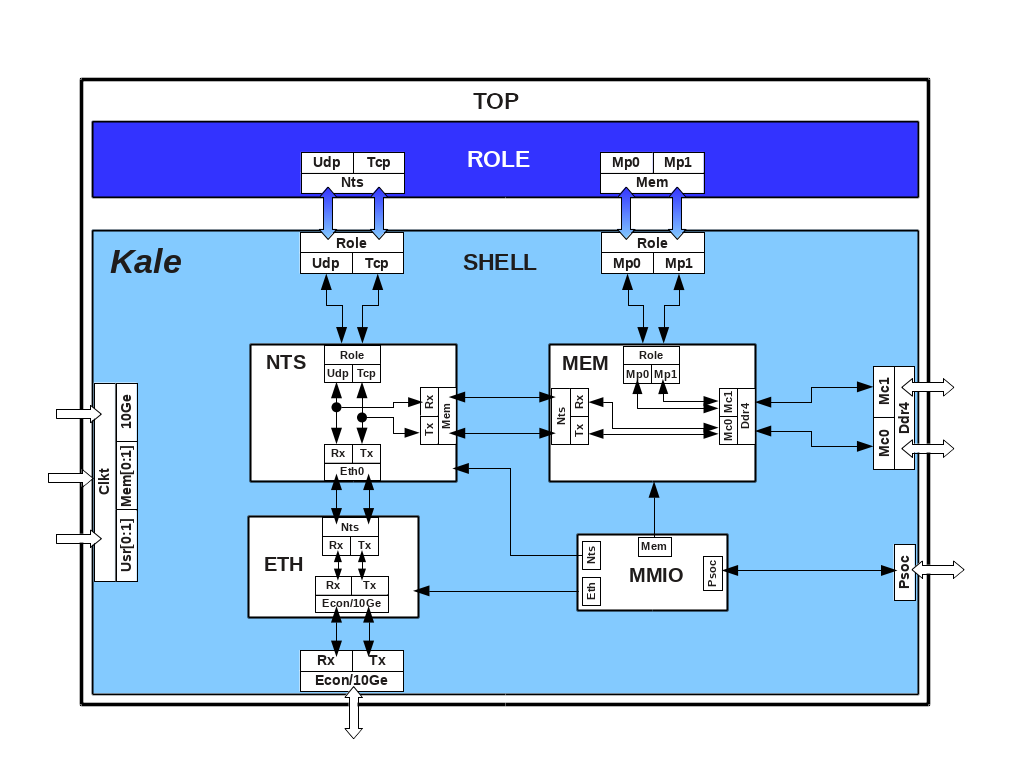 TOP
ROLE
Udp Tcp
Nts
Mp0 Mp1
Mem
Kale
SHELL
Role
Udp Tcp
Role
Mp0 Mp1
NTS
Role
Udp Tcp
Rx
Tx
Mem
Rx Tx
Eth0
MEM
Role
Mp0 Mp1
Nts
Rx
Tx
Mc1
Mc0
Ddr4
Mc1
Mc0
Ddr4
Clkt
10Ge
Mem[0:1]
Usr[0:1]
ETH
Nts
Rx Tx
Rx Tx
Econ/10Ge
MMIO
Nts
Eth
Mem
Psoc
Psoc
Rx Tx
Econ/10Ge